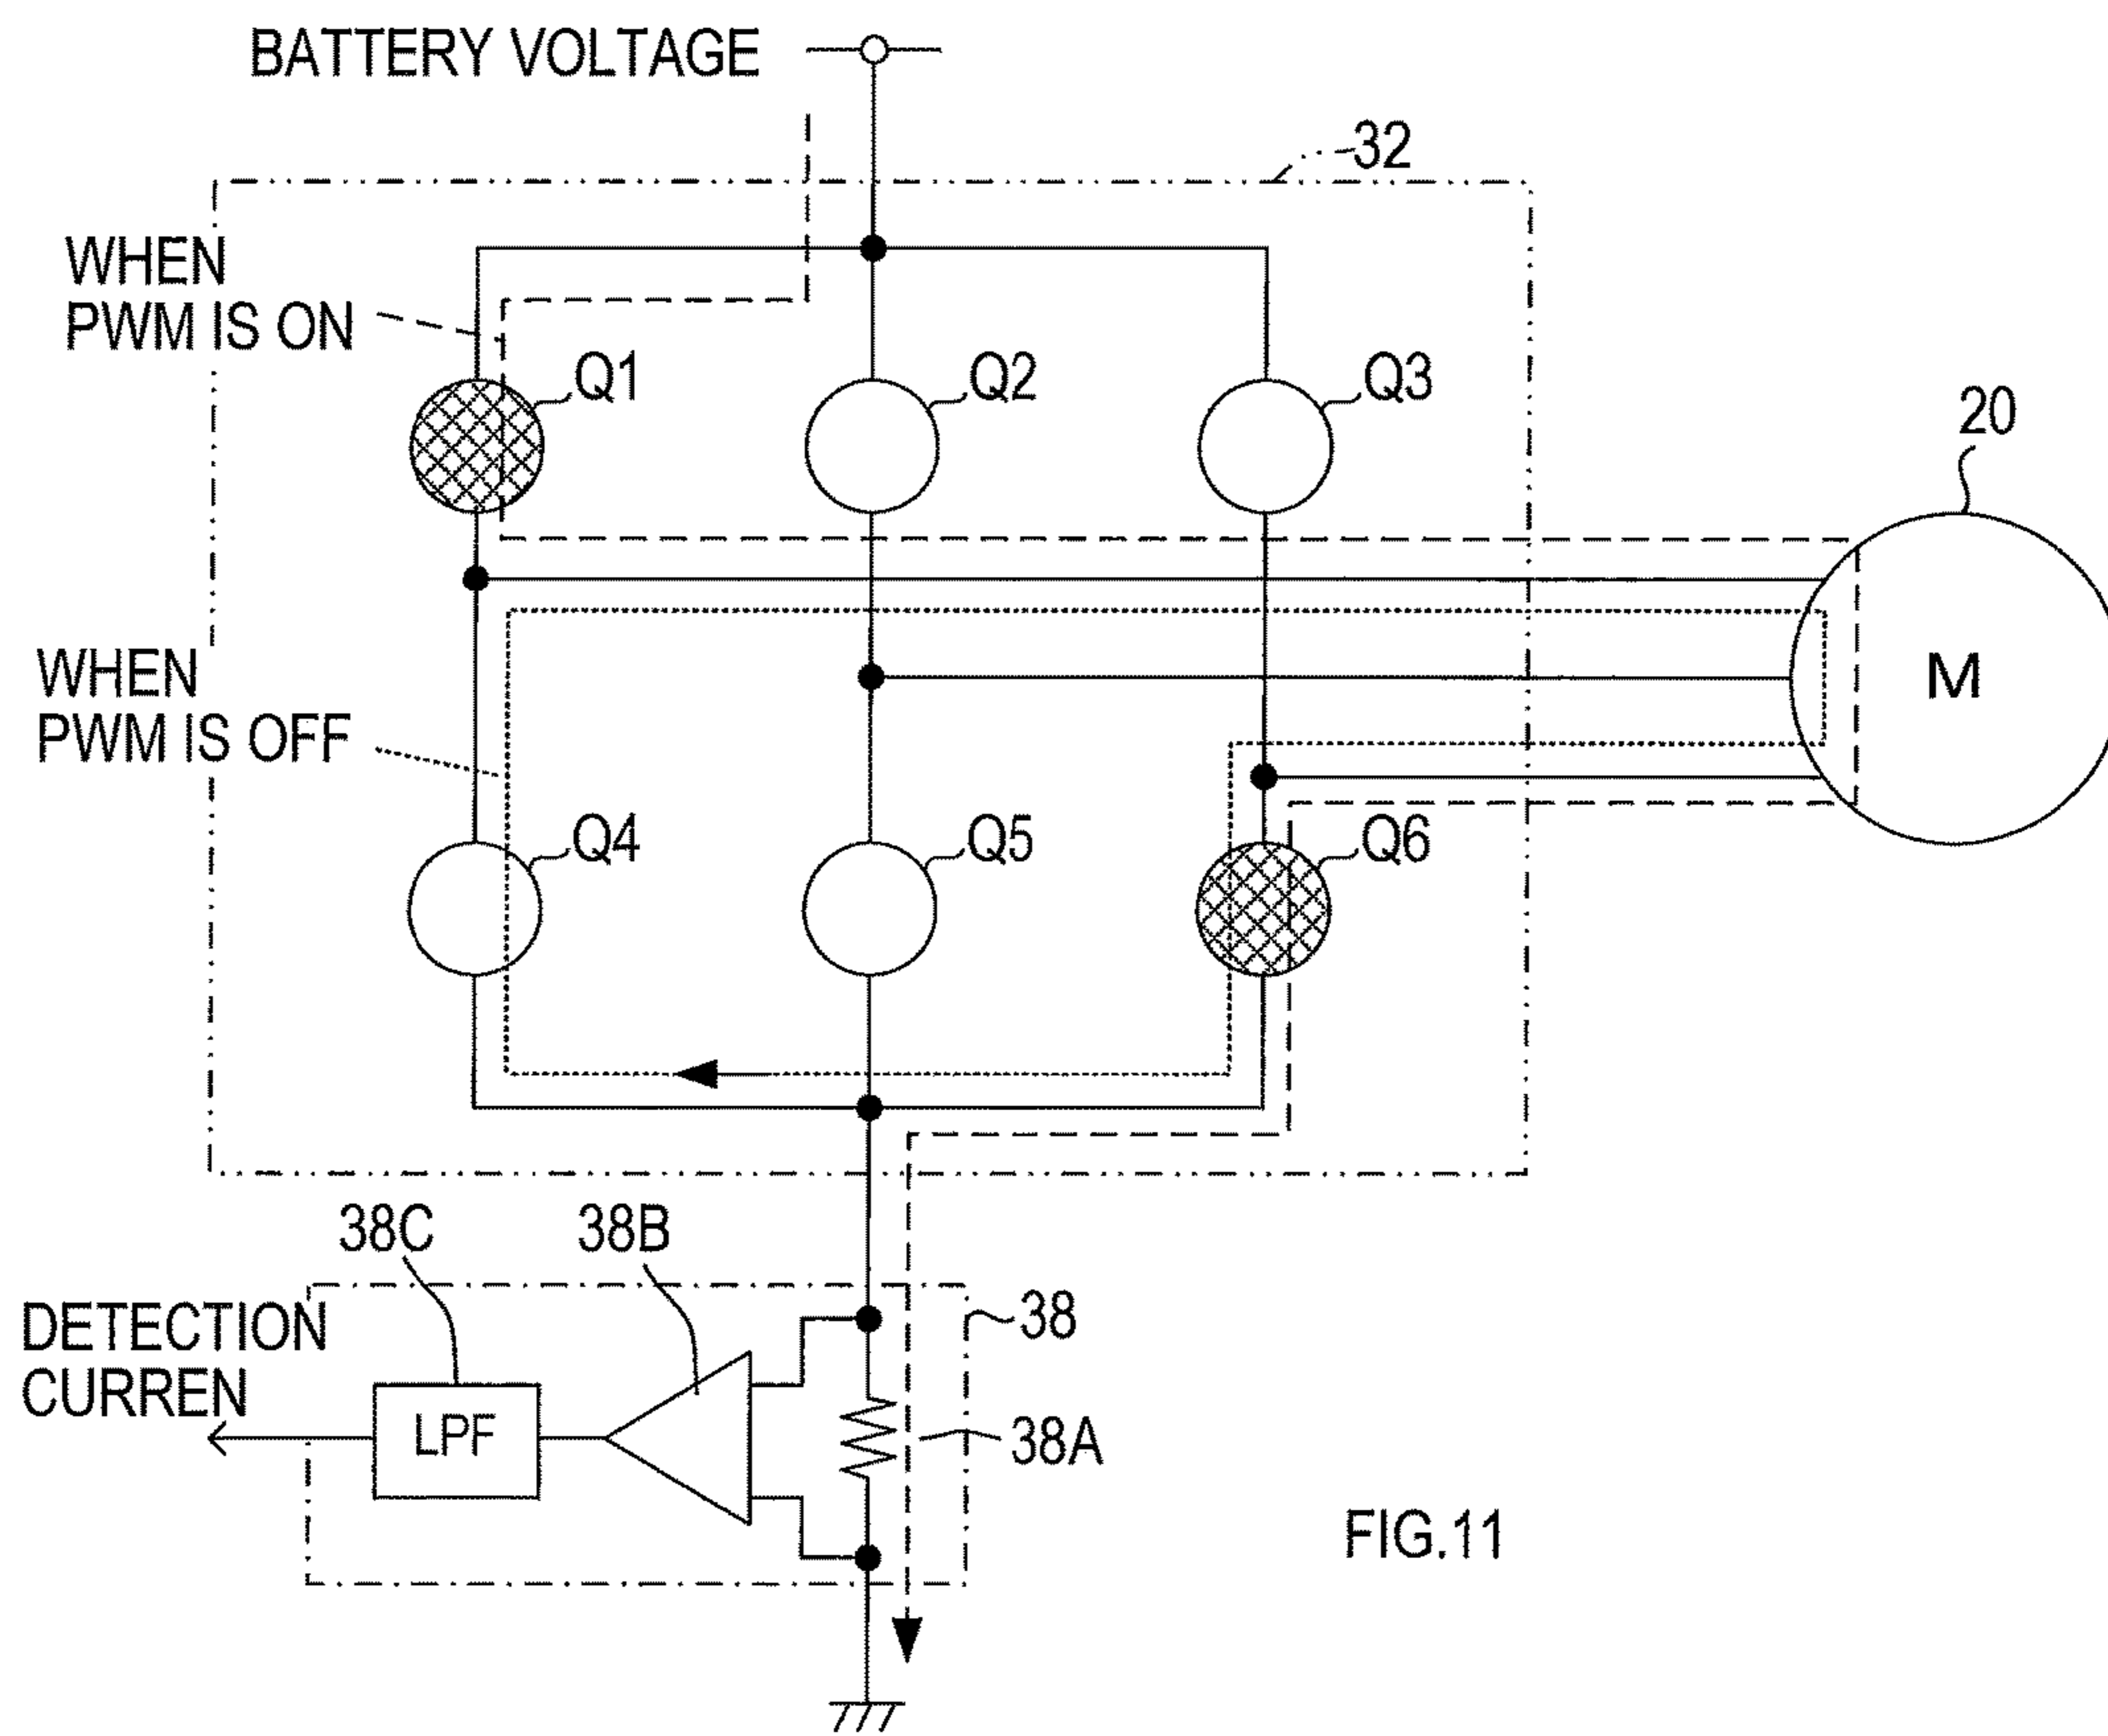 BATTERY VOLTAGE
32
WHEN
PWM IS ON
Q1
Q2
Q3
20
WHEN
PWM IS OFF
M
Q4
Q5
Q6
38C
38B
38
DETECTION
CURREN
LPF
38A
FIG.11